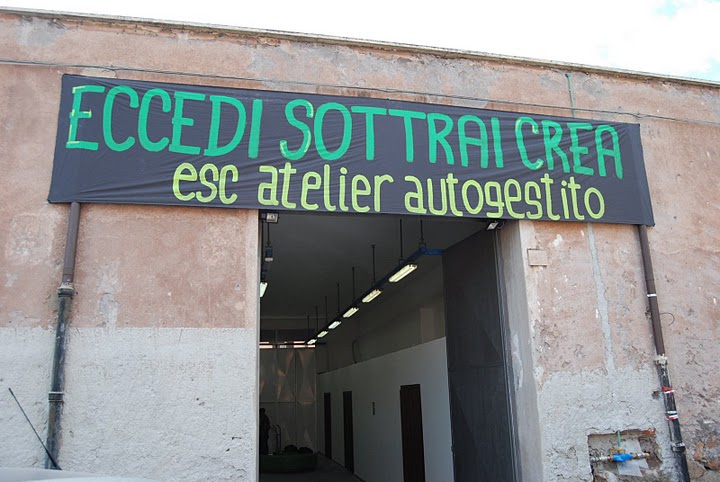 ECCEDI SOTTRAI CREA
esc atelier autogestito